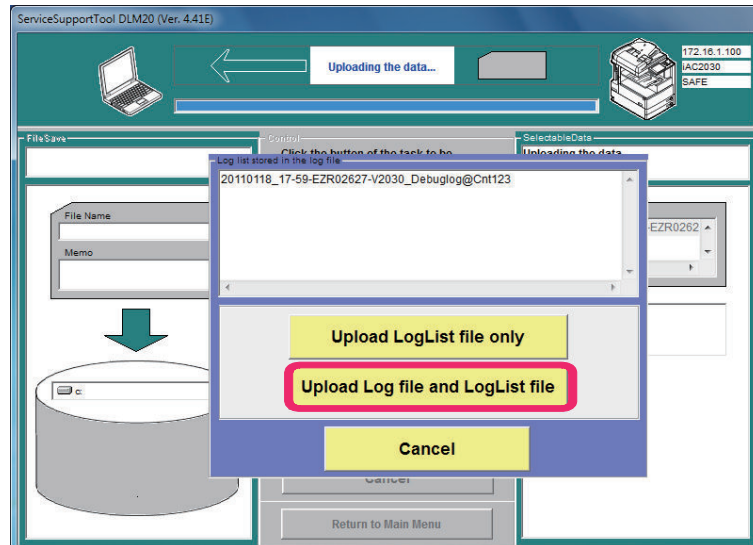 ServiceSupportTool DLM20 (Ver. 4.41E)
Uploading the data...
172.16.1.100
iAC2030
SAFE
FileSave
Control
SelectableData
Click the button of the task to be
Uploading the data
Log list stored in the log file
20110118_17-59-EZR02627-V2030_Debuglog@Cnt123
File Name
-EZR0262
Memo
Upload LogList file only
Upload Log file and LogList file
c:
Cancel
Cancel
Return to Main Menu